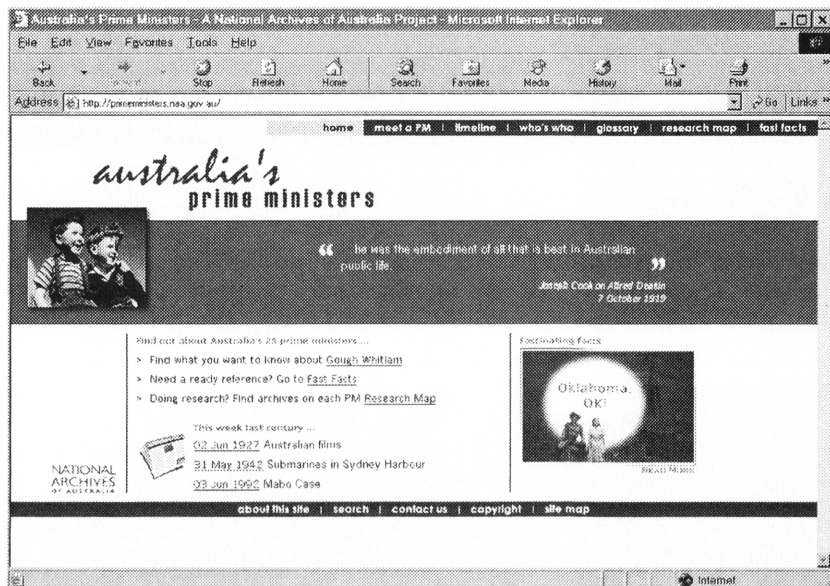 Australia's Prime Ministers - A National Archives of Australia Project - Microsoft Internet Explorer
File Edit View Favorites Tools Help
Back Stop Refresh Home Search Favorites Media History Mail Print
Address http://primeministers.naa.gov.au/ Go Links
home meet a PM | timeline | who's who | glossary | research map | fast facts
australia's
prime ministers
“ he was the embodiment of all that is best in Australian
public life. ”
Joseph Cook on Alfred Deakin
7 October 1919
Find out about Australia's 25 prime ministers ...
> Find what you want to know about Gough Whitlam
> Need a ready reference? Go to Fast Facts
> Doing research? Find archives on each PM Research Map
This week last century ...
02 Jun 1927 Australian films
31 May 1942 Submarines in Sydney Harbour
03 Jun 1992 Mabo Case
Fascinating Facts
Oklahoma,
OK!
READ MORE
NATIONAL
ARCHIVES
OF AUSTRALIA
about this site | search | contact us | copyright | site map
Internet